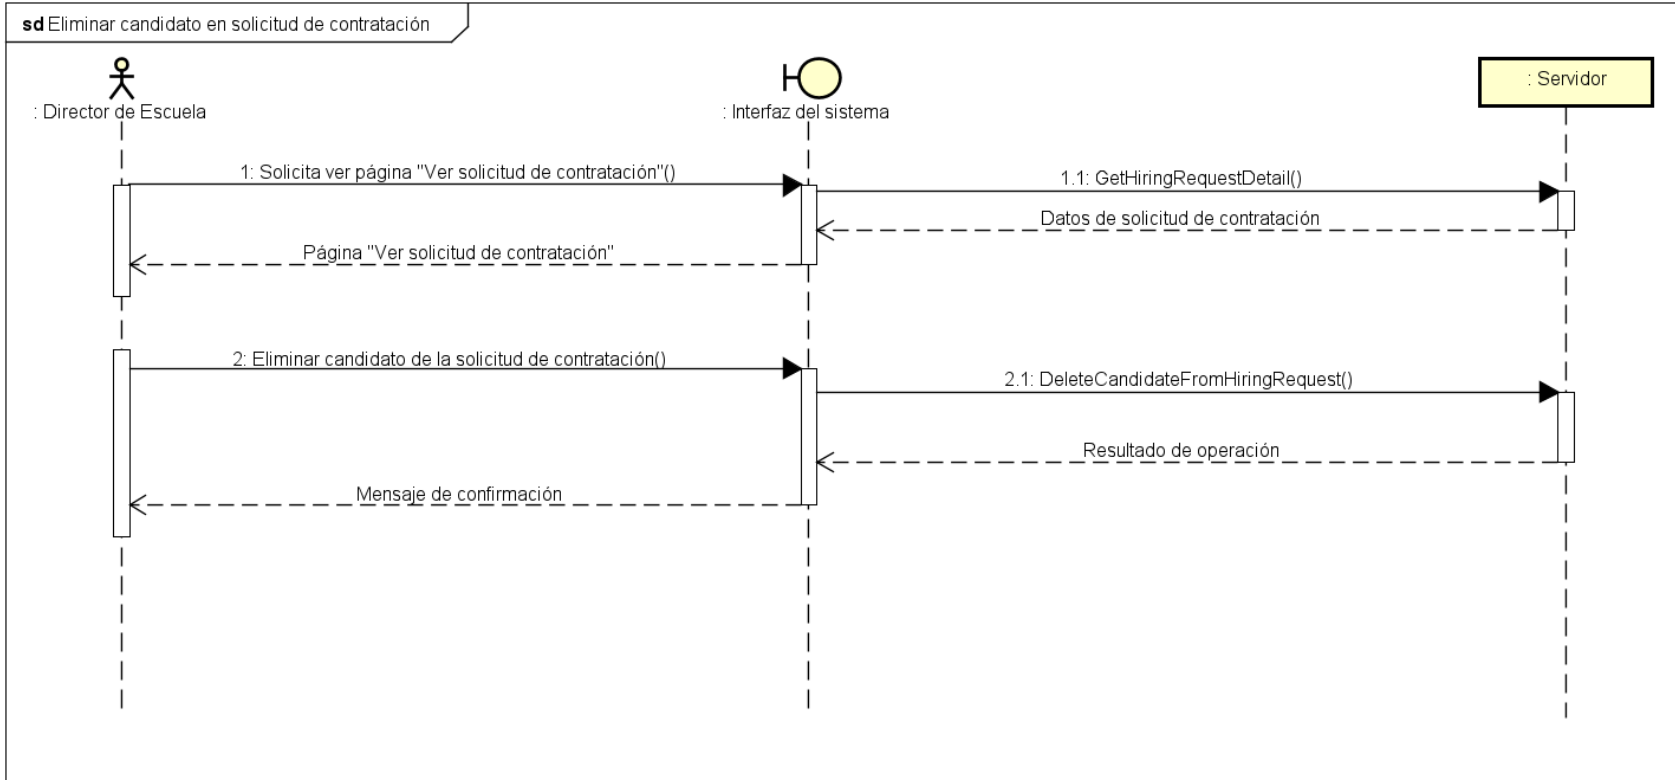 sd Eliminar candidato en solicitud de contratación
: Director de Escuela
: Interfaz del sistema
: Servidor
1: Solicita ver página "Ver solicitud de contratación"()
1.1: GetHiringRequestDetail()
Datos de solicitud de contratación
Página "Ver solicitud de contratación"
2: Eliminar candidato de la solicitud de contratación()
2.1: DeleteCandidateFromHiringRequest()
Resultado de operación
Mensaje de confirmación